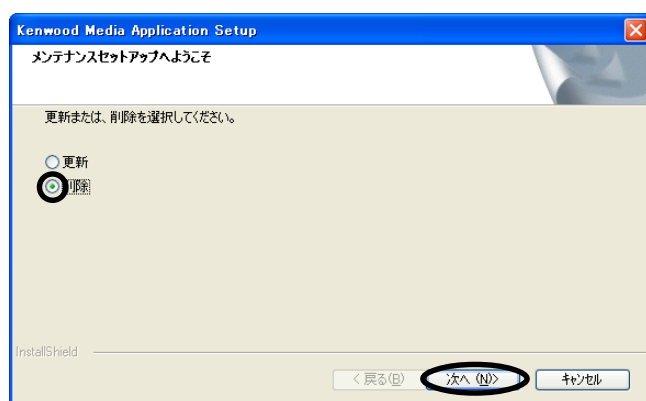 Kenwood Media Application Setup
メンテナンスセットアップへようこそ
更新または、削除を選択してください。
更新
削除
InstallShield
< 戻る(B)
次へ (N)>
キャンセル